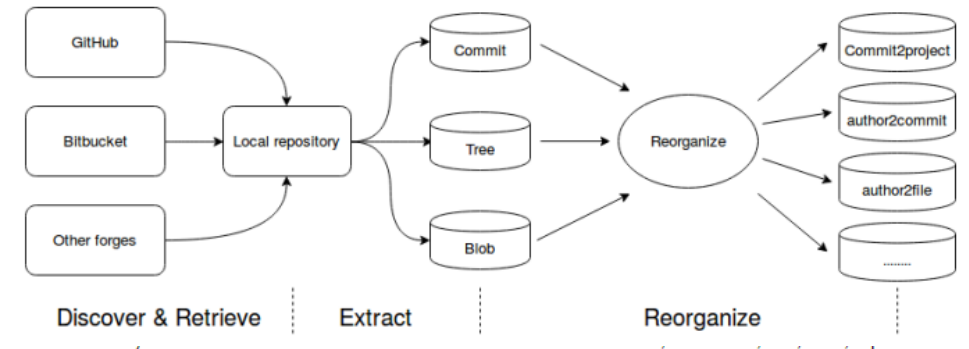 GitHub
Bitbucket
Other forges
Local repository
Commit
Tree
Blob
Reorganize
Commit2project
author2commit
author2file
.........
Discover & Retrieve
Extract
Reorganize